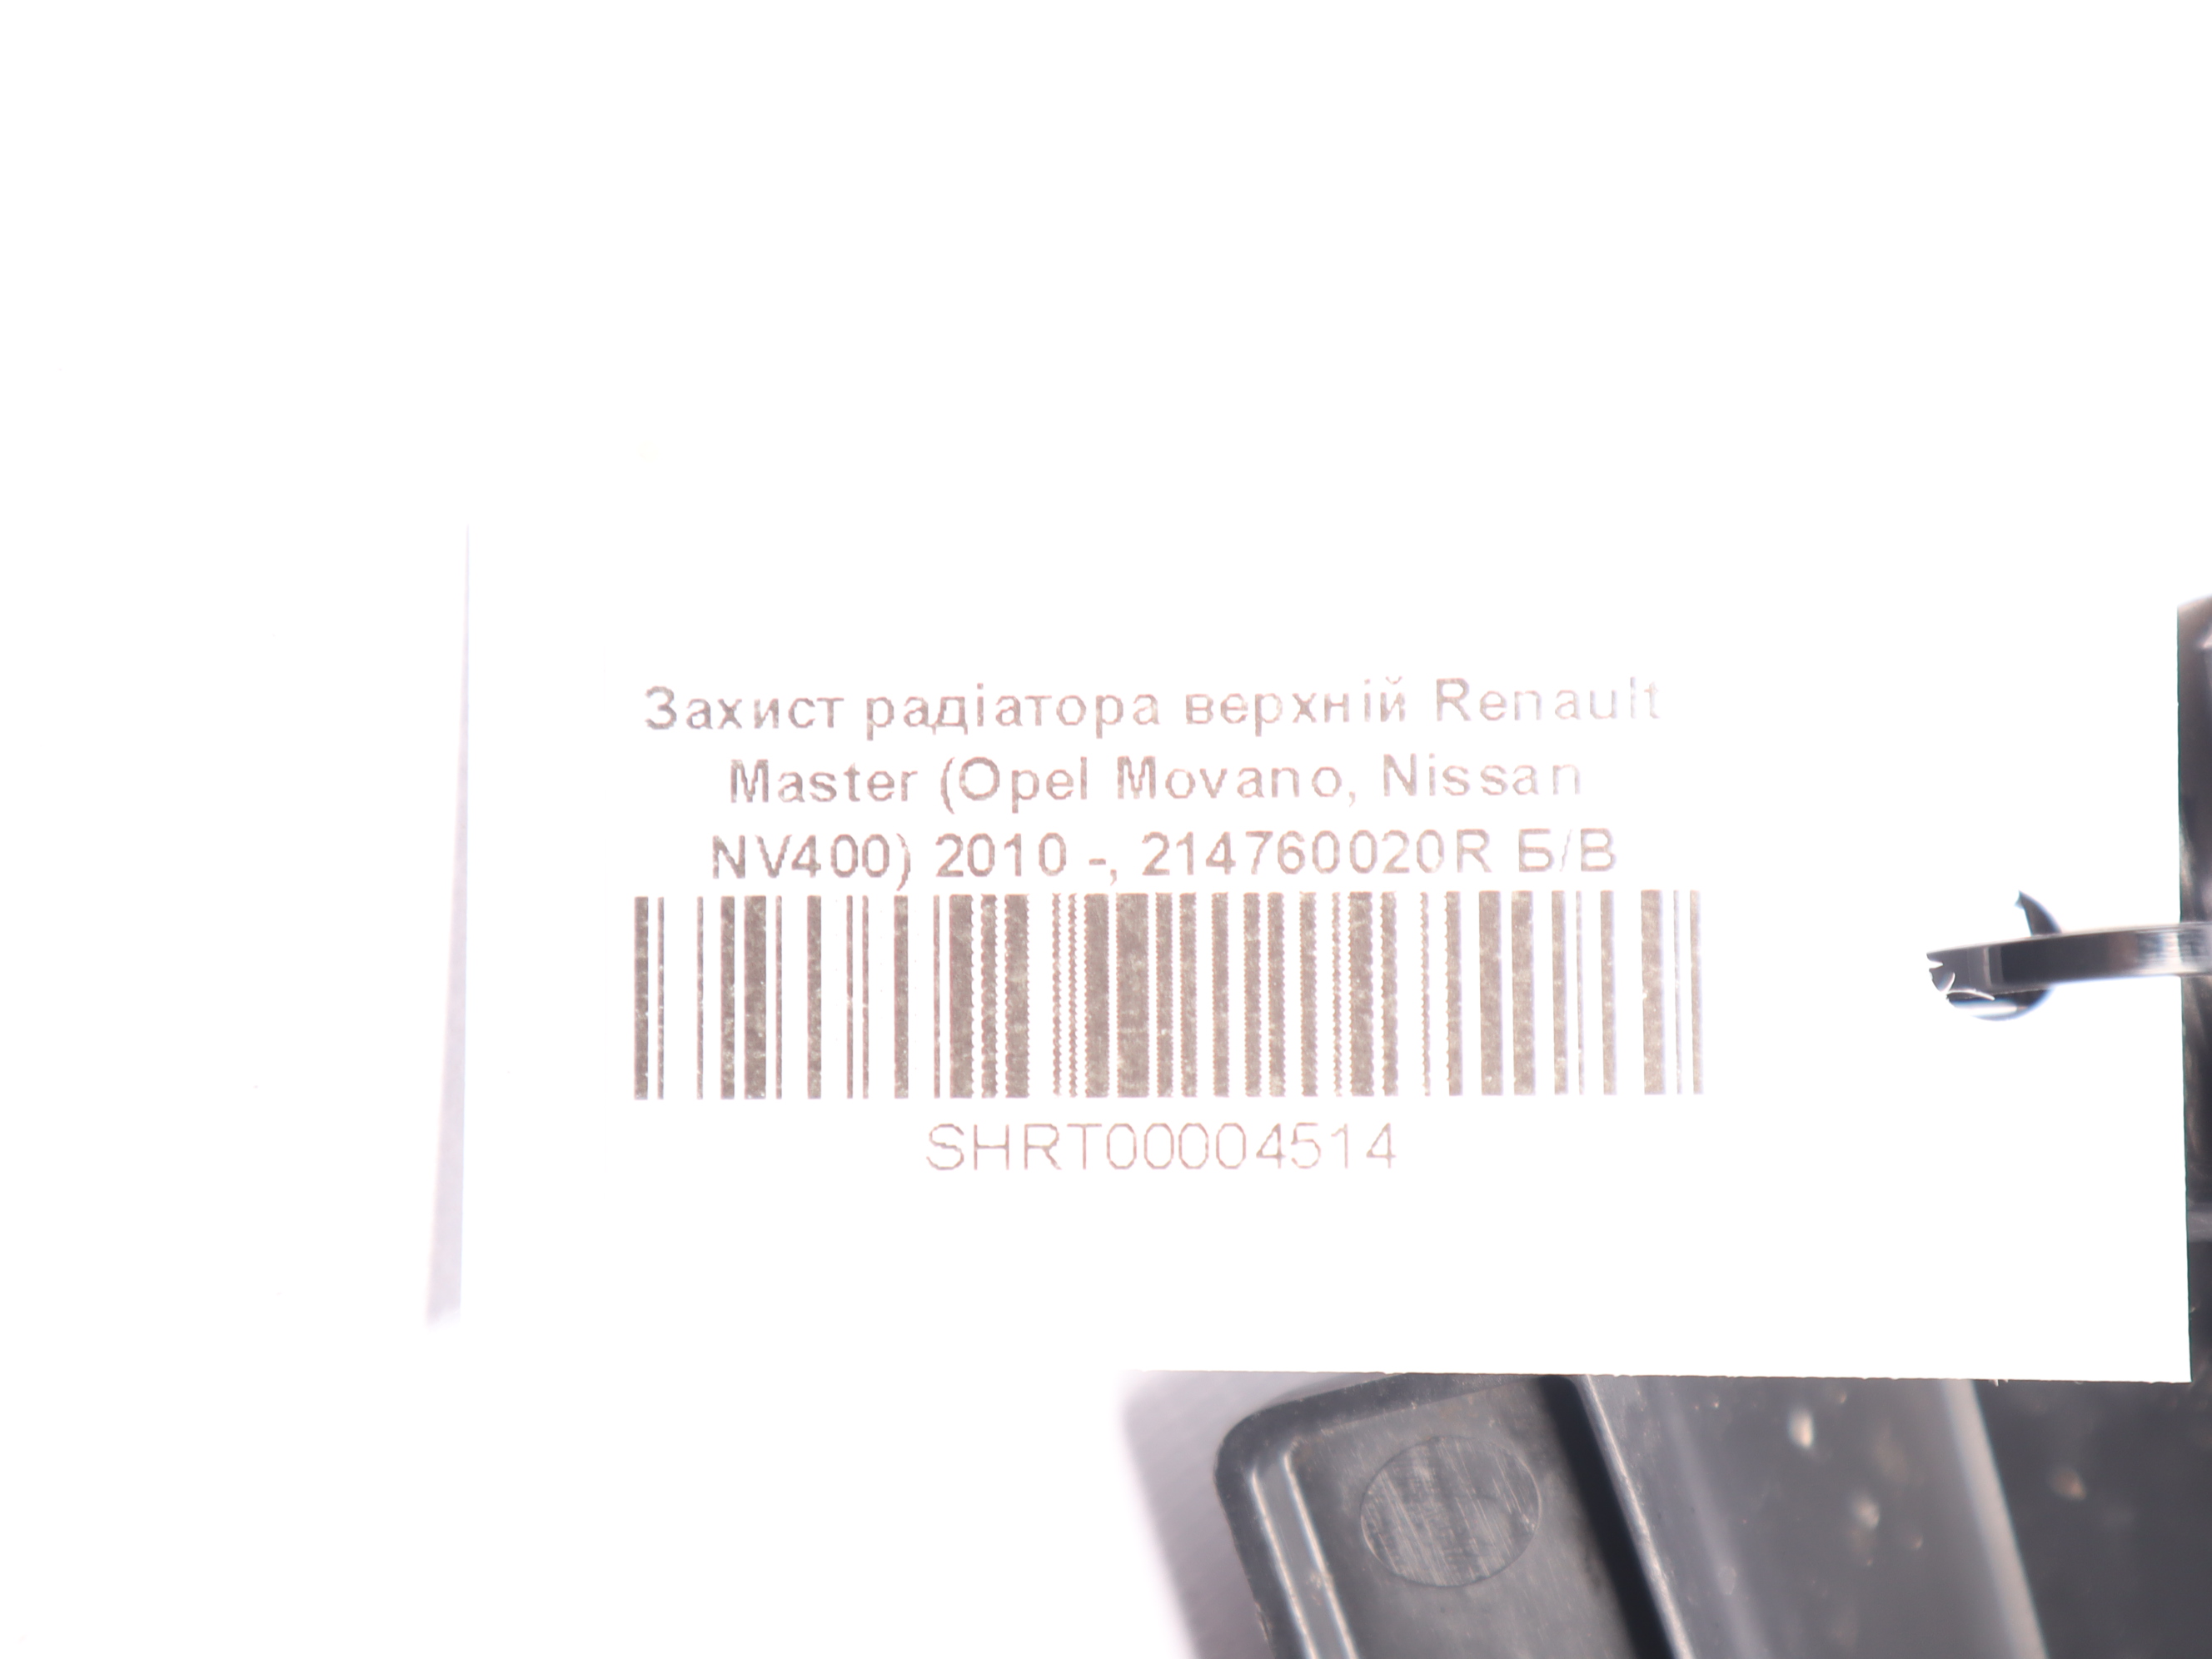 Захист радіатора верхній Renault
Master (Opel Movano, Nissan
NV400) 2010 -, 214760020R Б/В
SHRT00004514